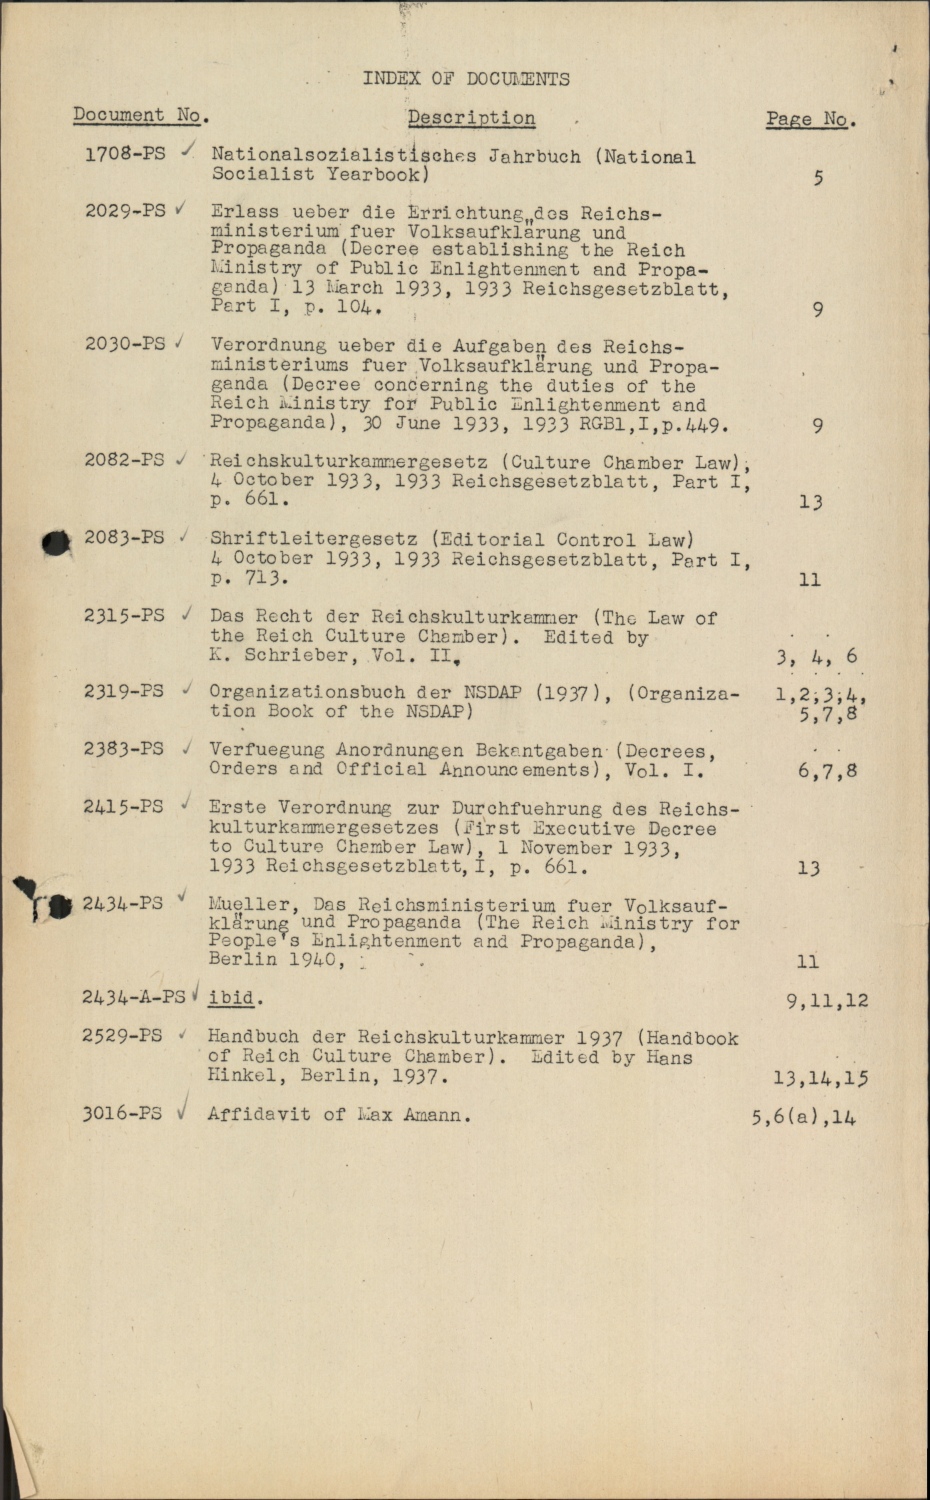 INDEX OF DOCUMENTS
Document No. Description Page No.
1708-PS ✓ Nationalsozialistisches Jahrbuch (National
Socialist Yearbook) 5
2029-PS ✓ Erlass ueber die Errichtung des Reichs-
ministerium fuer Volksaufklärung und
Propaganda (Decree establishing the Reich
Ministry of Public Enlightenment and Propa-
ganda) 13 March 1933, 1933 Reichsgesetzblatt,
Part I, p. 104. 9
2030-PS ✓ Verordnung ueber die Aufgaben des Reichs-
ministeriums fuer Volksaufklärung und Propa-
ganda (Decree concerning the duties of the
Reich Ministry for Public Enlightenment and
Propaganda), 30 June 1933, 1933 RGBl,I,p.449. 9
2082-PS ✓ Reichskulturkammergesetz (Culture Chamber Law),
4 October 1933, 1933 Reichsgesetzblatt, Part I,
p. 661. 13
2083-PS ✓ Shriftleitergesetz (Editorial Control Law)
4 October 1933, 1933 Reichsgesetzblatt, Part I,
p. 713. 11
2315-PS ✓ Das Recht der Reichskulturkammer (The Law of
the Reich Culture Chamber). Edited by
K. Schrieber, Vol. II, 3, 4, 6
2319-PS ✓ Organizationsbuch der NSDAP (1937), (Organiza- 1,2,3,4,
tion Book of the NSDAP) 5,7,8
2383-PS ✓ Verfuegung Anordnungen Bekantgaben (Decrees,
Orders and Official Announcements), Vol. I. 6,7,8
2415-PS ✓ Erste Verordnung zur Durchfuehrung des Reichs-
kulturkammergesetzes (First Executive Decree
to Culture Chamber Law), 1 November 1933,
1933 Reichsgesetzblatt, I, p. 661. 13
2434-PS ✓ Mueller, Das Reichsministerium fuer Volksauf-
klärung und Propaganda (The Reich Ministry for
People's Enlightenment and Propaganda),
Berlin 1940, 11
2434-A-PS ✓ ibid. 9,11,12
2529-PS ✓ Handbuch der Reichskulturkammer 1937 (Handbook
of Reich Culture Chamber). Edited by Hans
Hinkel, Berlin, 1937. 13,14,15
3016-PS ✓ Affidavit of Max Amann. 5,6(a),14